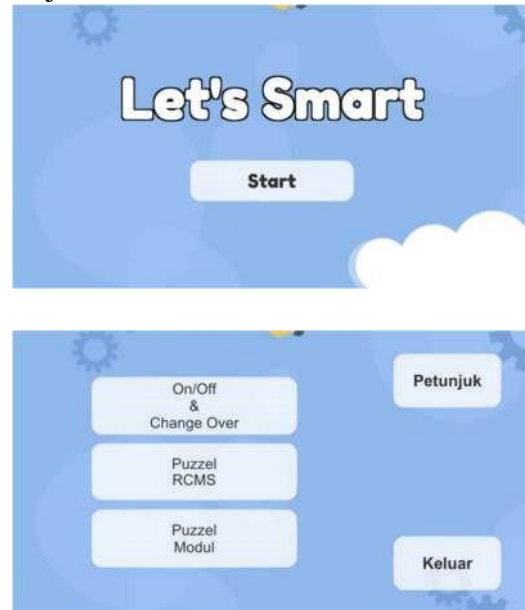 Let's Smart
Start
On/Off
&
Change Over
Petunjuk
Puzzel
RCMS
Puzzel
Modul
Keluar